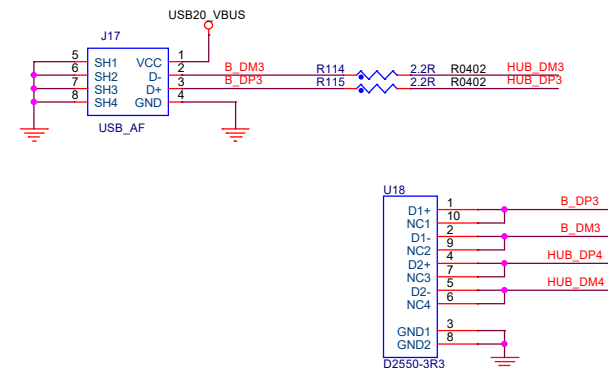 USB20_VBUS
J17
5 SH1 VCC 1
6 SH2 D- 2 B_DM3 R114 2.2R R0402 HUB_DM3
7 SH3 D+ 3 B_DP3 R115 2.2R R0402 HUB_DP3
8 SH4 GND 4
USB_AF
U18
D1+ 1 B_DP3
NC1 10
D1- 2 B_DM3
NC2 9
D2+ 4 HUB_DP4
NC3 7
D2- 5 HUB_DM4
NC4 6
GND1 3
GND2 8
D2550-3R3